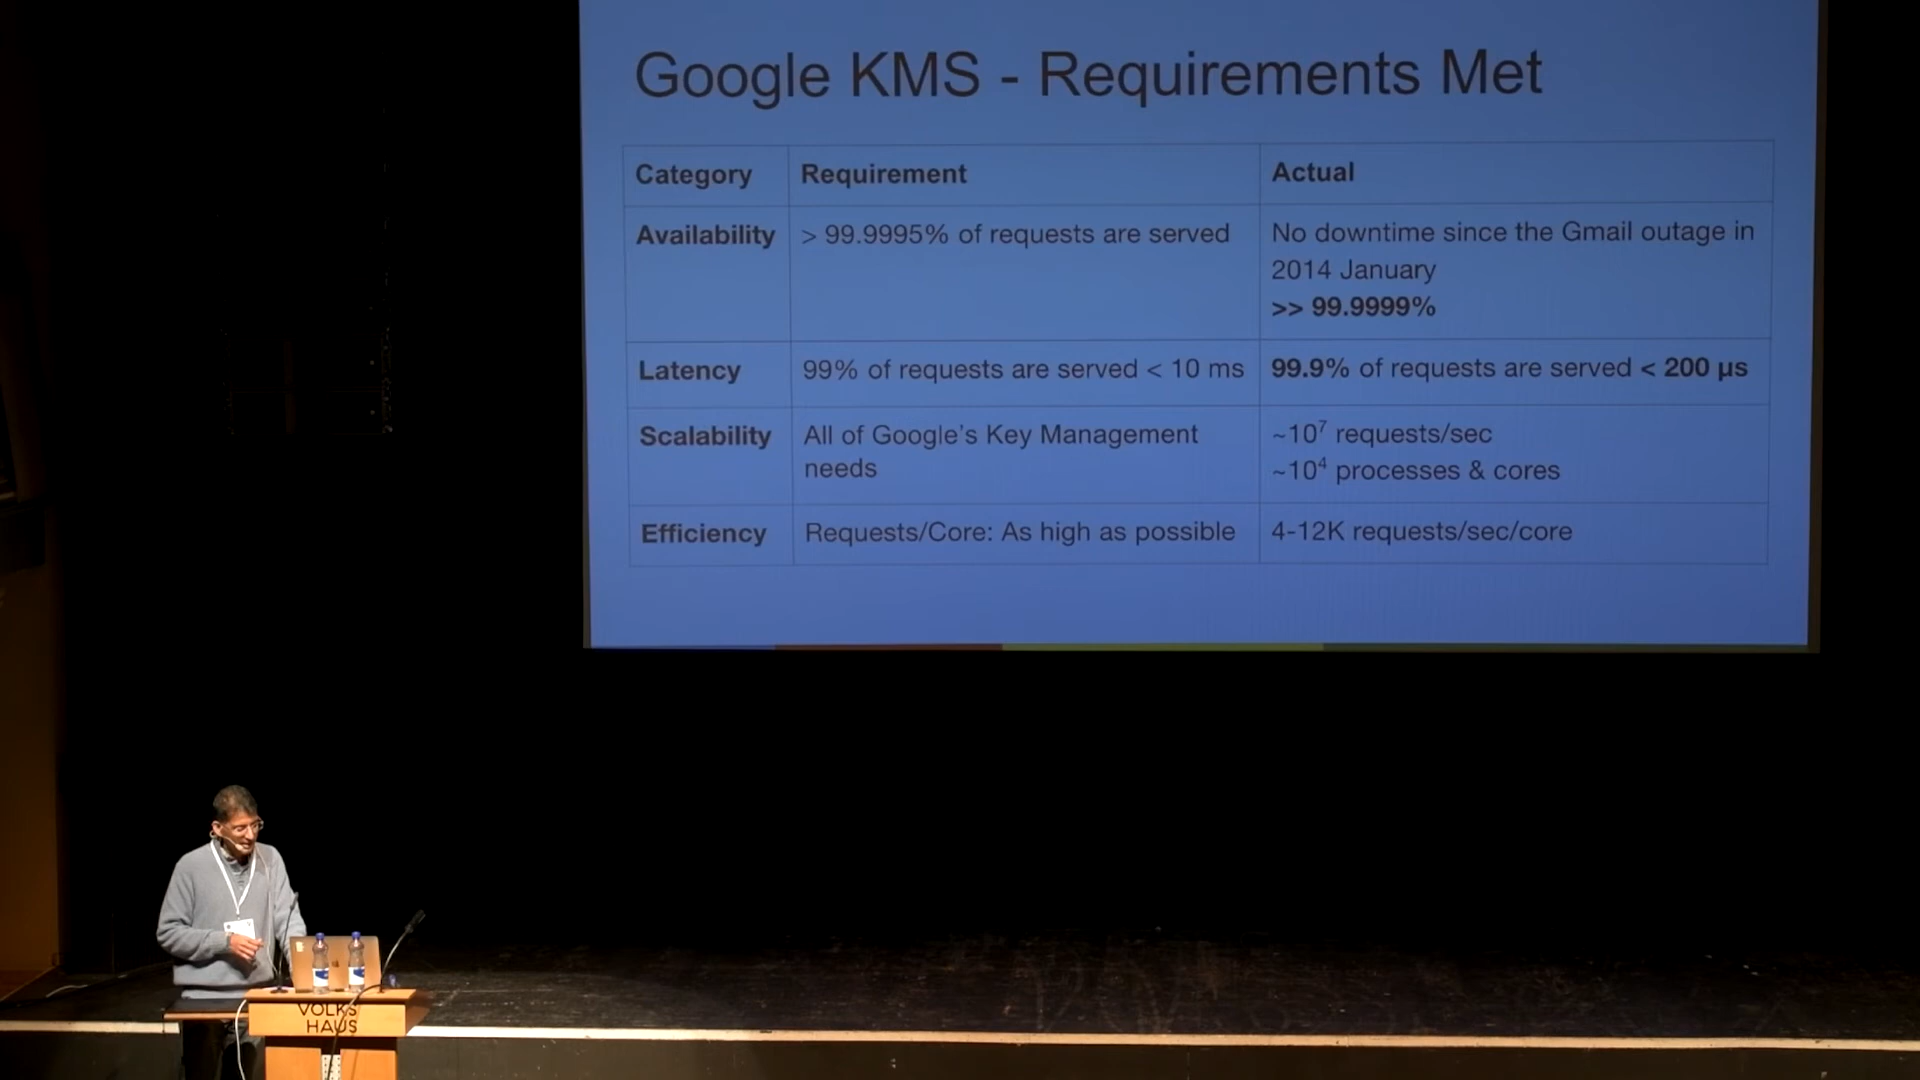 Google KMS - Requirements Met
Category Requirement Actual
Availability > 99.9995% of requests are served No downtime since the Gmail outage in
2014 January
>> 99.9999%
Latency 99% of requests are served < 10 ms 99.9% of requests are served < 200 µs
Scalability All of Google's Key Management ~10⁷ requests/sec
needs ~10⁴ processes & cores
Efficiency Requests/Core: As high as possible 4-12K requests/sec/core
VOLKS
HAUS